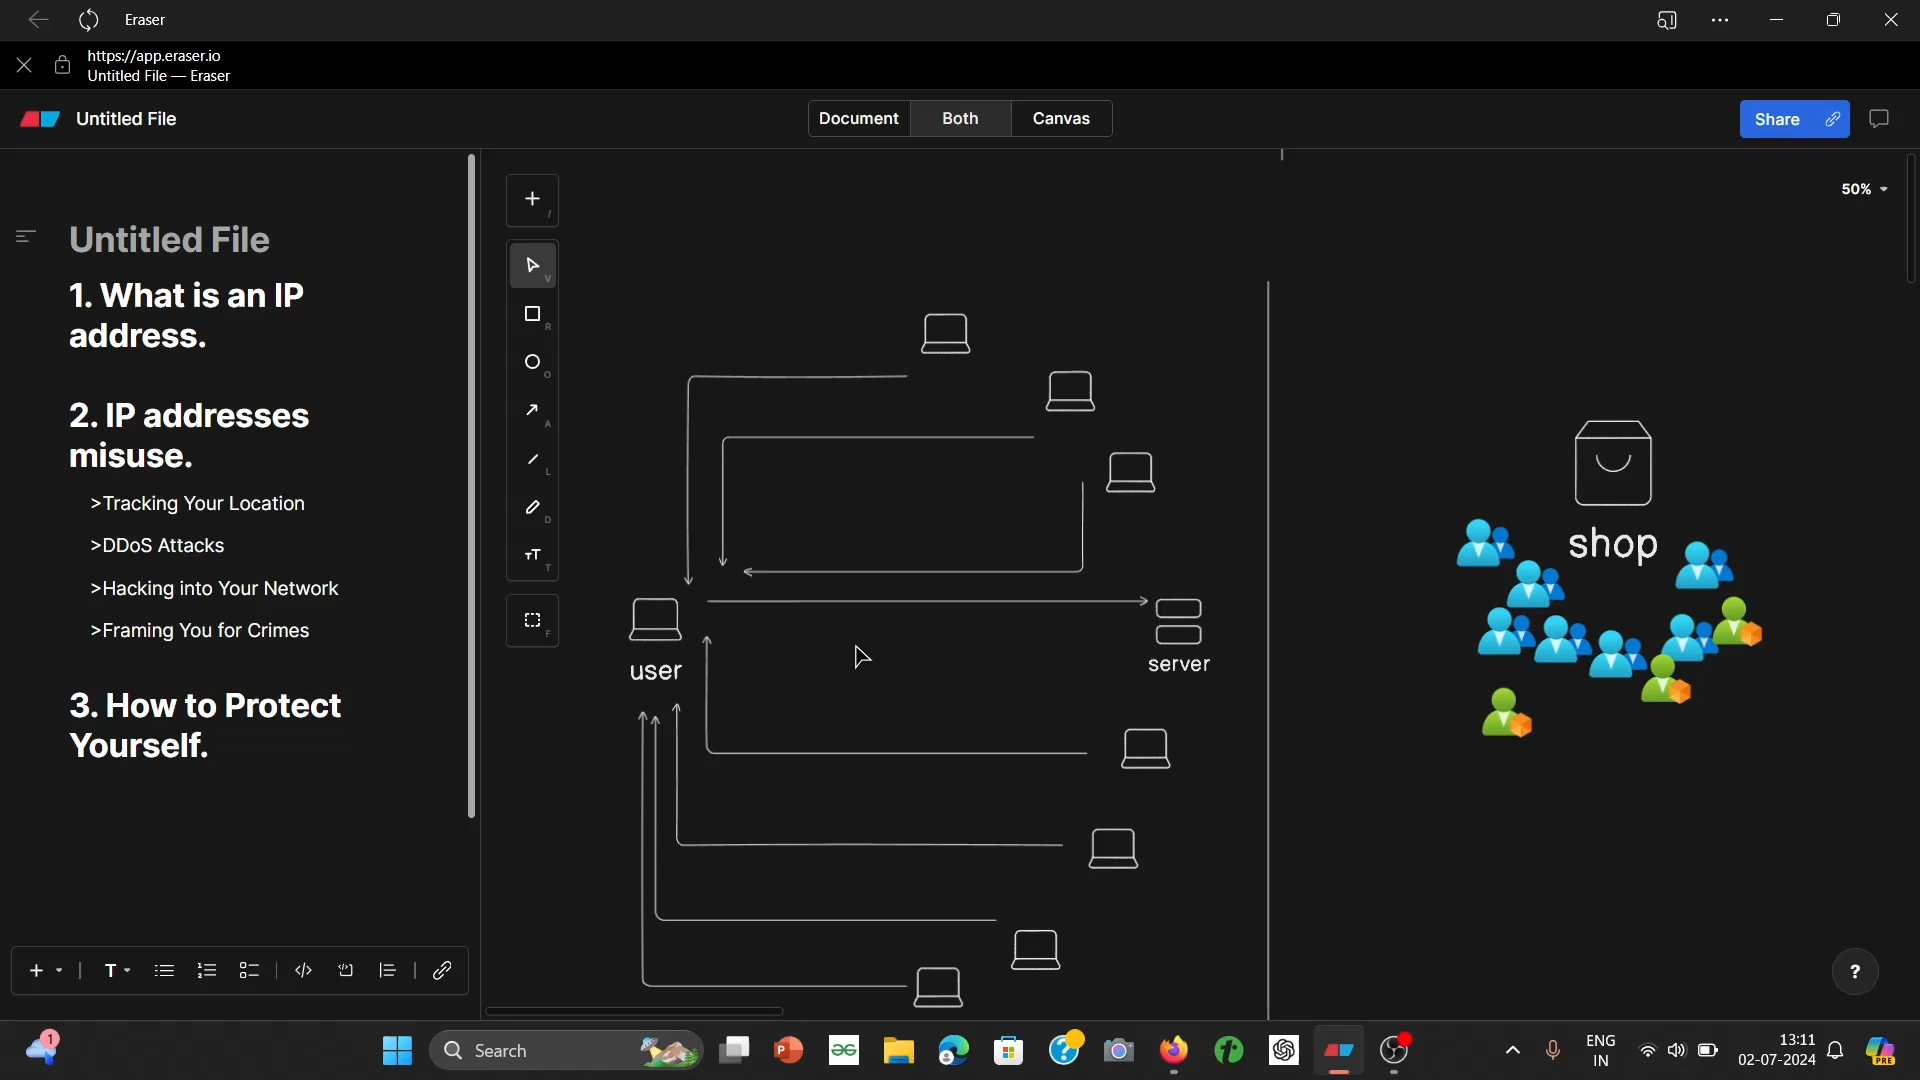 Eraser
https://app.eraser.io
Untitled File — Eraser
Untitled File
Document
Both
Canvas
Share
50%
Untitled File
1. What is an IP
address.
2. IP addresses
misuse.
>Tracking Your Location
>DDoS Attacks
>Hacking into Your Network
>Framing You for Crimes
3. How to Protect
Yourself.
/
V
R
O
A
L
D
T
T
F
user
server
shop
T
?
1
Search
P
ENG
IN
13:11
02-07-2024
PRE